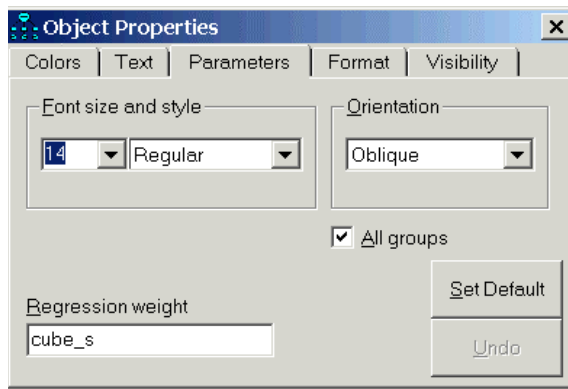 Object Properties
Colors Text Parameters Format Visibility
Font size and style Orientation
14 Regular Oblique
All groups
Set Default
Regression weight
cube_s
Undo